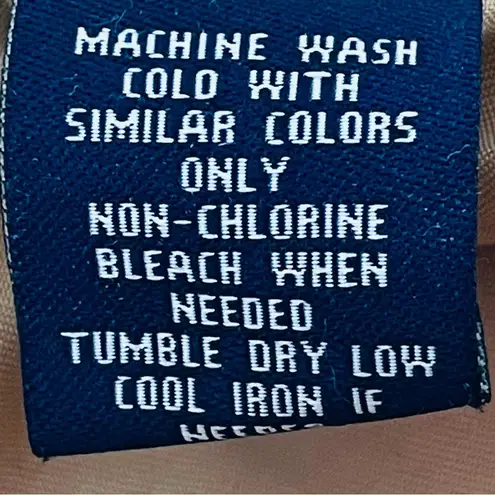 MACHINE WASH
COLD WITH
SIMILAR COLORS
ONLY
NON-CHLORINE
BLEACH WHEN
NEEDED
TUMBLE DRY LOW
COOL IRON IF